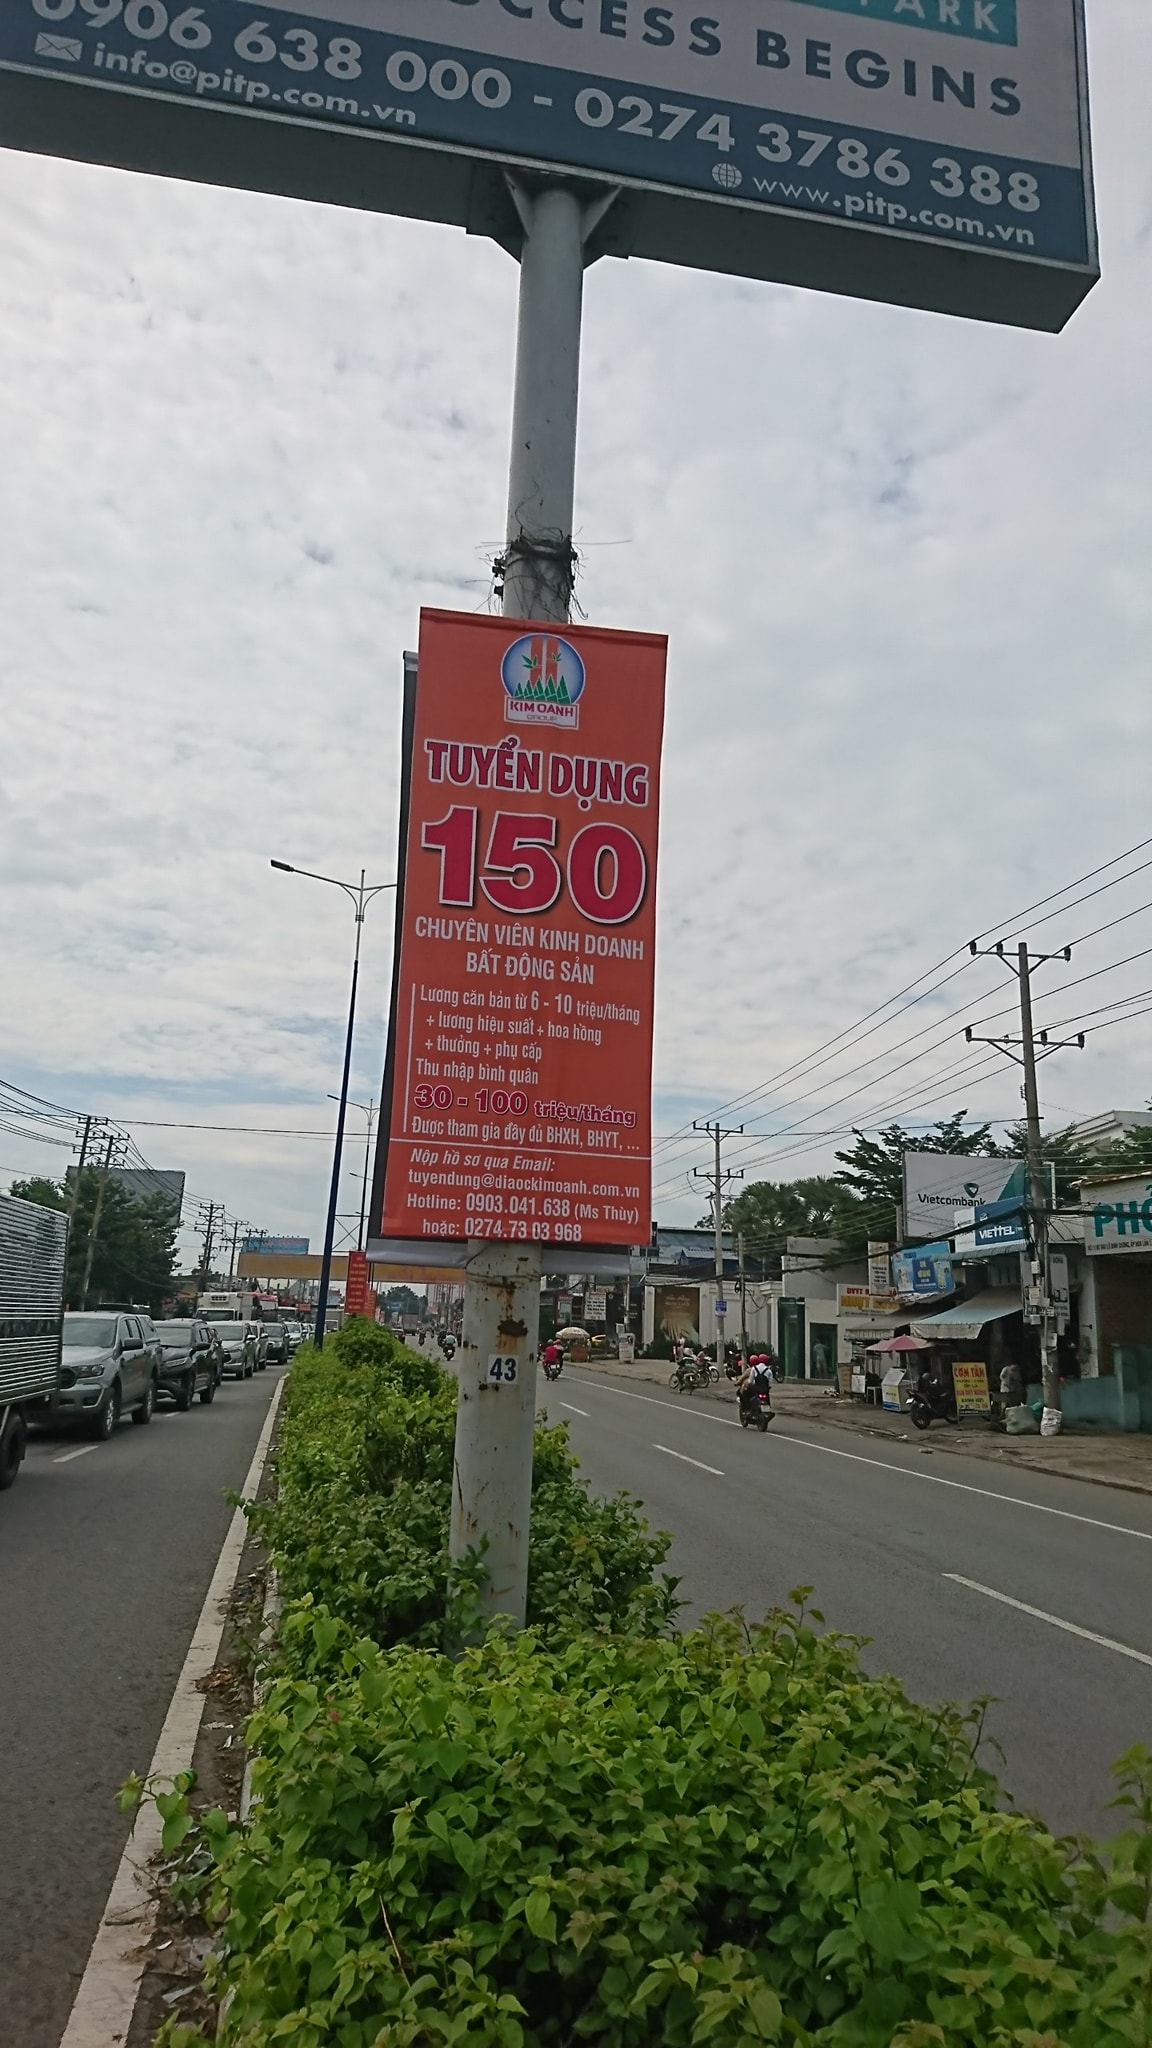 PARK
SUCCESS BEGINS
0906 638 000 - 0274 3786 388
info@pitp.com.vn
www.pitp.com.vn
KIM OANH
GROUP
TUYỂN DỤNG
150
CHUYÊN VIÊN KINH DOANH
BẤT ĐỘNG SẢN
Lương căn bản từ 6 - 10 triệu/tháng
+ lương hiệu suất + hoa hồng
+ thưởng + phụ cấp
Thu nhập bình quân
30 - 100 triệu/tháng
Được tham gia đầy đủ BHXH, BHYT, ...
Nộp hồ sơ qua Email:
tuyendung@diaockimoanh.com.vn
Hotline: 0903.041.638 (Ms Thùy)
hoặc: 0274.73 03 968
43
Vietcombank
VIETTEL
PHỞ
CƠM TẤM